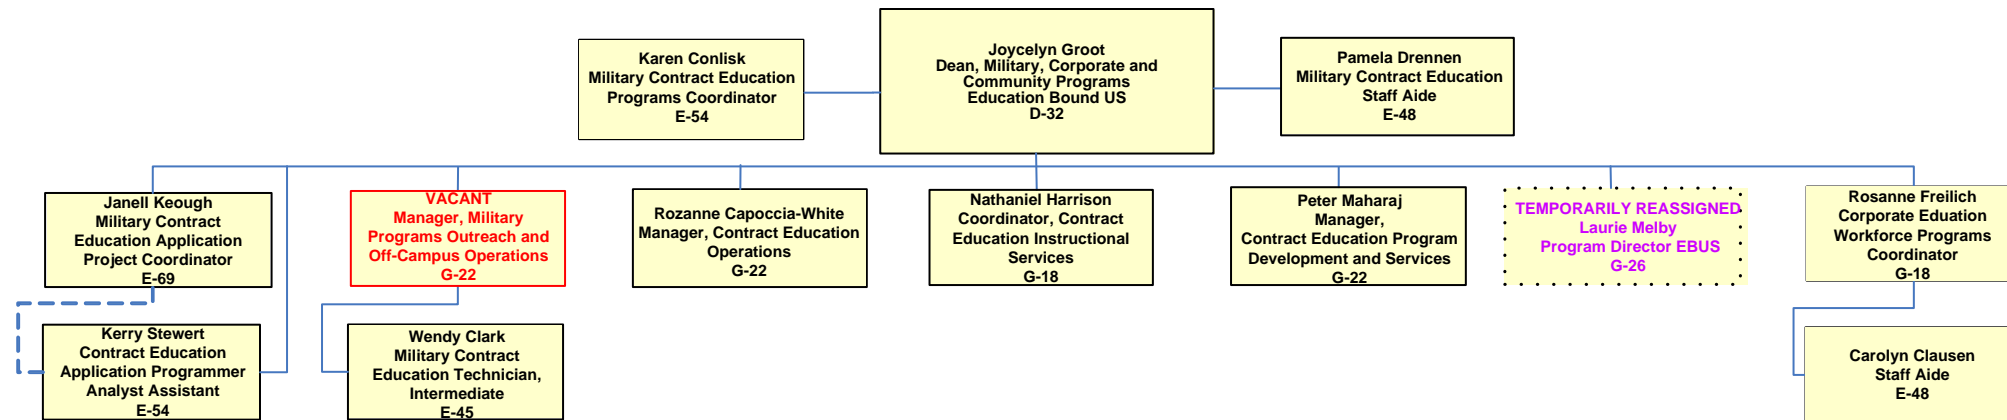 Karen Conlisk
Military Contract Education
Programs Coordinator
E-54
Joycelyn Groot
Dean, Military, Corporate and
Community Programs
Education Bound US
D-32
Pamela Drennen
Military Contract Education
Staff Aide
E-48
Janell Keough
Military Contract
Education Application
Project Coordinator
E-69
VACANT
Manager, Military
Programs Outreach and
Off-Campus Operations
G-22
Rozanne Capoccia-White
Manager, Contract Education
Operations
G-22
Nathaniel Harrison
Coordinator, Contract
Education Instructional
Services
G-18
Peter Maharaj
Manager,
Contract Education Program
Development and Services
G-22
TEMPORARILY REASSIGNED
Laurie Melby
Program Director EBUS
G-26
Rosanne Freilich
Corporate Eduation
Workforce Programs
Coordinator
G-18
Kerry Stewert
Contract Education
Application Programmer
Analyst Assistant
E-54
Wendy Clark
Military Contract
Education Technician,
Intermediate
E-45
Carolyn Clausen
Staff Aide
E-48